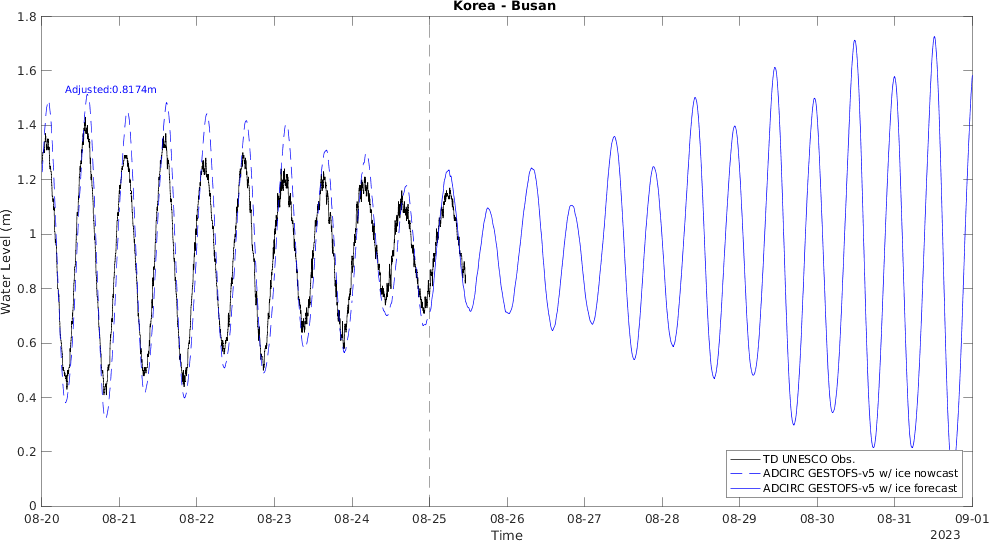 Korea - Busan
Water Level (m)
1.8
1.6
1.4
1.2
1
0.8
0.6
0.4
0.2
0
Adjusted:0.8174m
TD UNESCO Obs.
ADCIRC GESTOFS-v5 w/ ice nowcast
ADCIRC GESTOFS-v5 w/ ice forecast
08-20 08-21 08-22 08-23 08-24 08-25 08-26 08-27 08-28 08-29 08-30 08-31 09-01
Time
2023